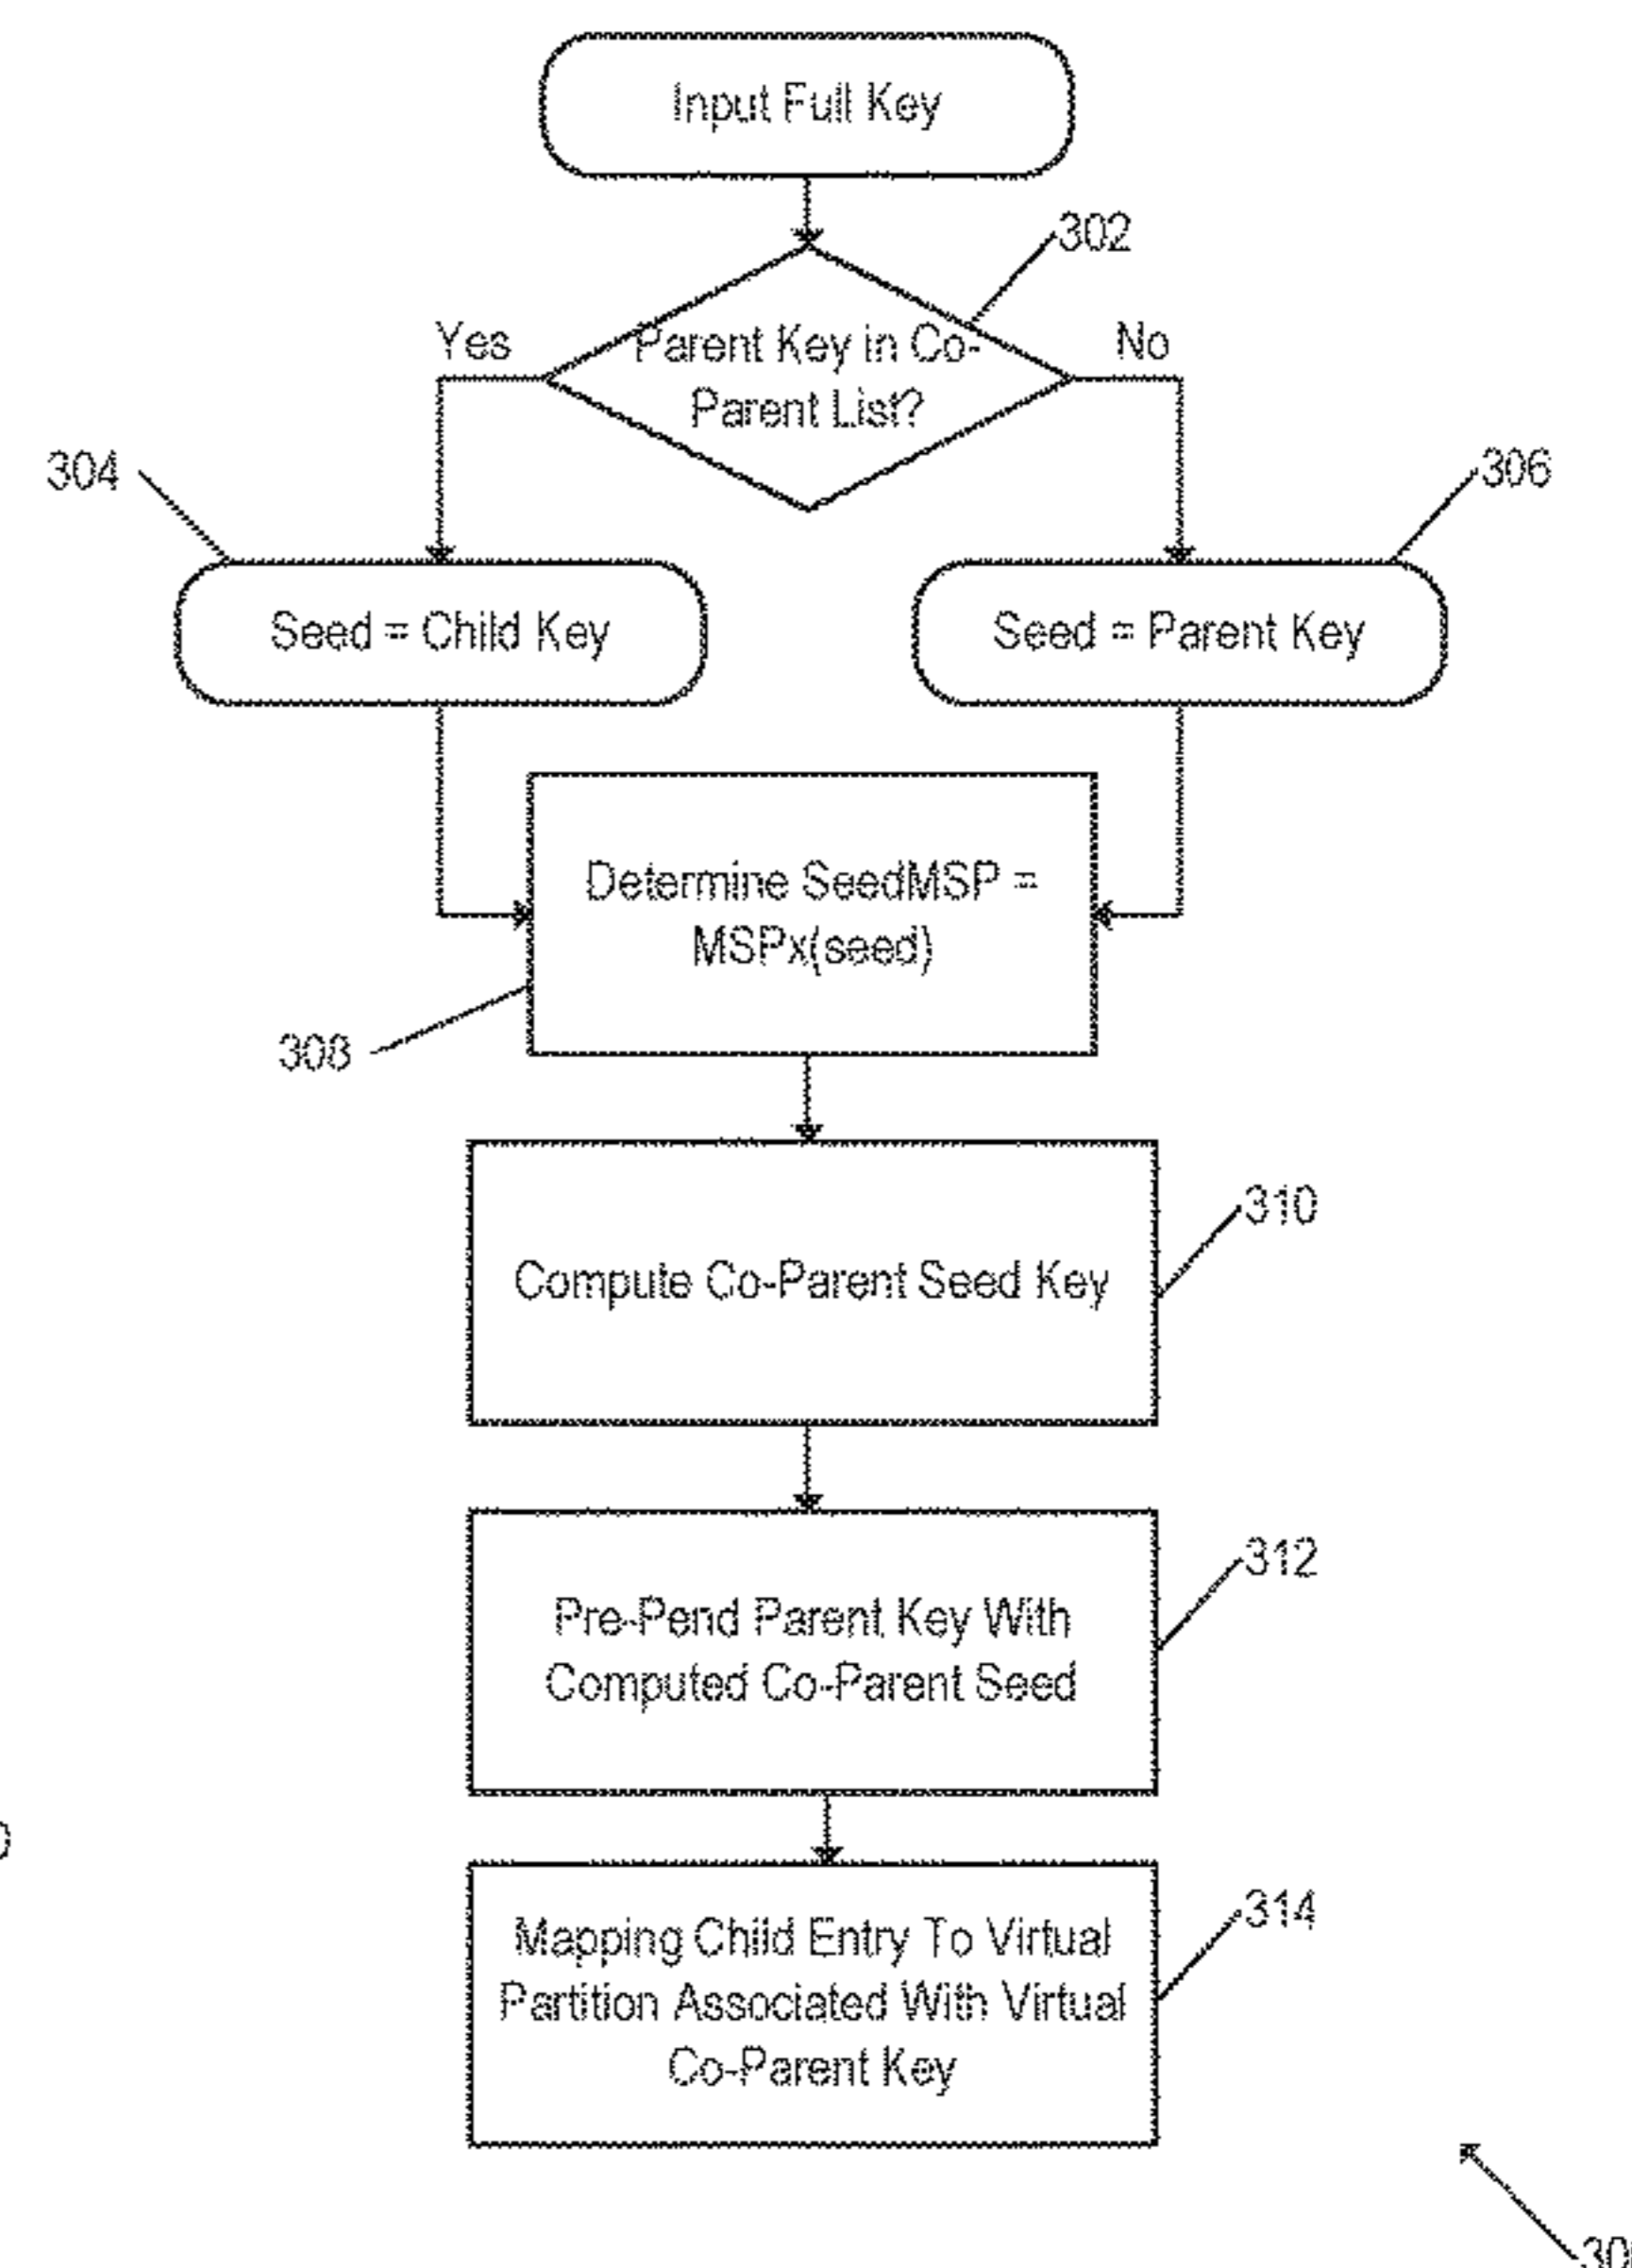 Input Full Key
302
Yes
Parent Key in Co-
No
Parent List?
304
306
Seed = Child Key
Seed = Parent Key
Determine SeedMSP =
MSPx(seed)
308
310
Compute Co-Parent Seed Key
312
Pre-Pend Parent Key With
Computed Co-Parent Seed
314
Mapping Child Entry To Virtual
Partition Associated With Virtual
Co-Parent Key